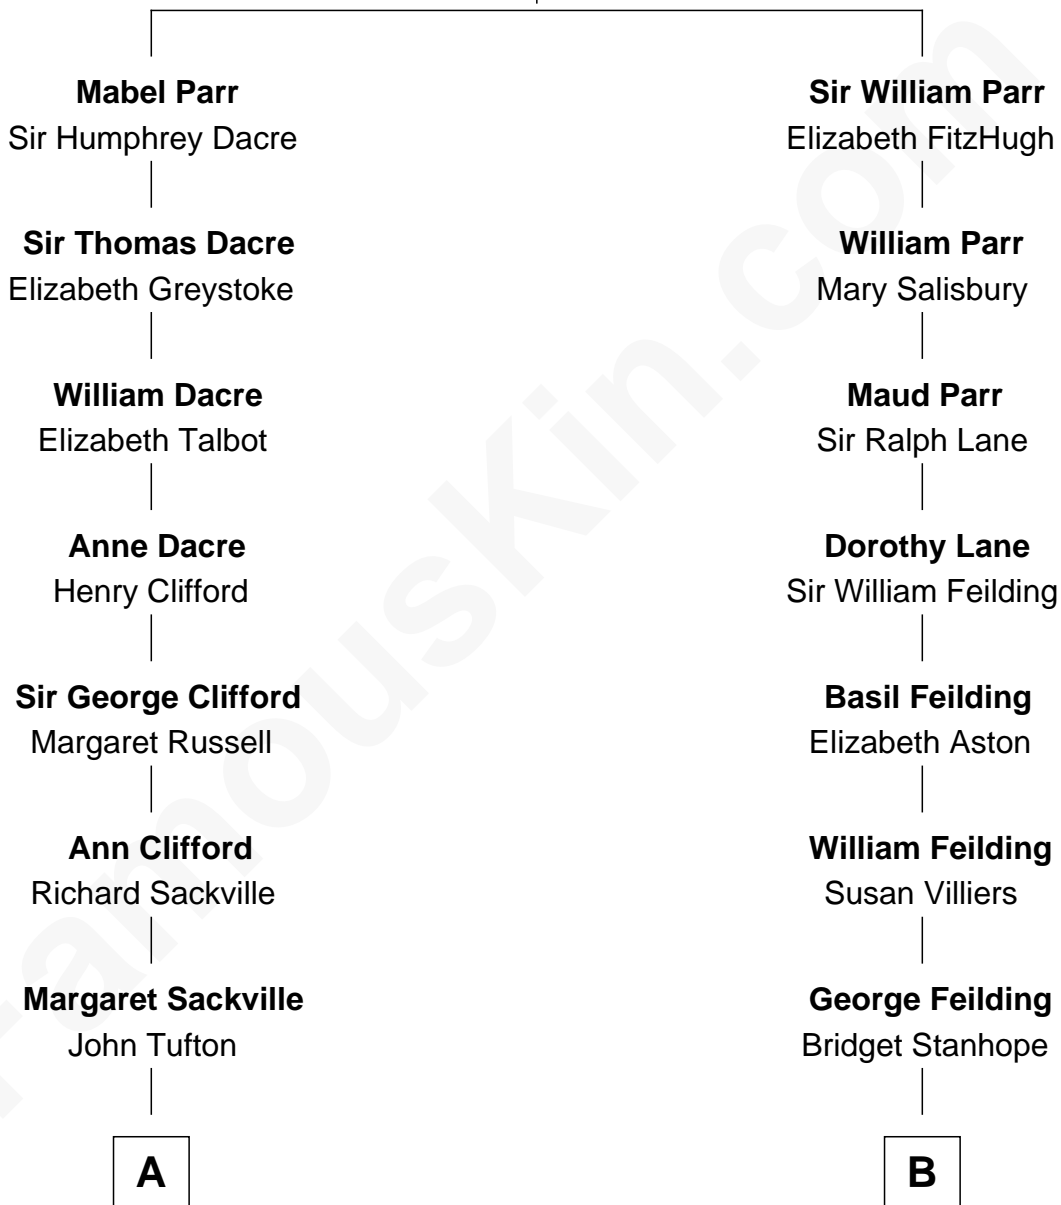 Mabel Parr
Sir Humphrey Dacre
Sir Thomas Dacre
Elizabeth Greystoke
William Dacre
Elizabeth Talbot
Anne Dacre
Henry Clifford
Sir George Clifford
Margaret Russell
Ann Clifford
Richard Sackville
Margaret Sackville
John Tufton
A
Sir William Parr
Elizabeth FitzHugh
William Parr
Mary Salisbury
Maud Parr
Sir Ralph Lane
Dorothy Lane
Sir William Feilding
Basil Feilding
Elizabeth Aston
William Feilding
Susan Villiers
George Feilding
Bridget Stanhope
B
FamousKin.com